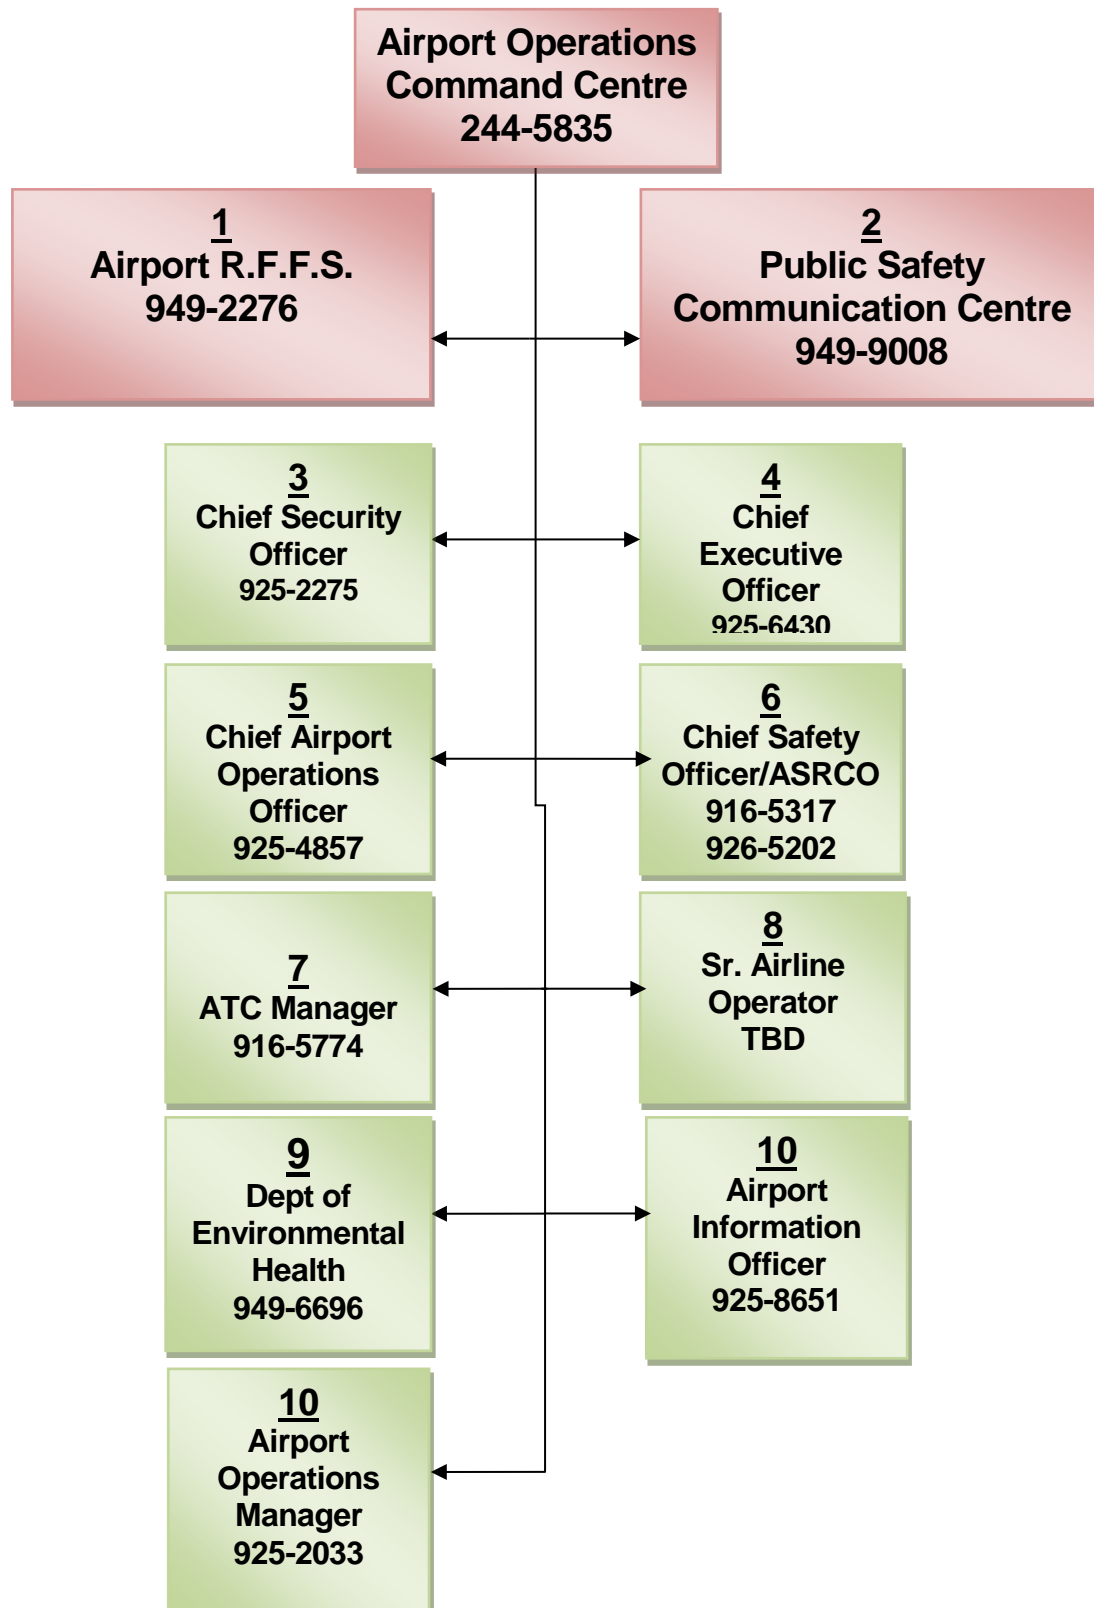 Airport Operations
Command Centre
244-5835
1
Airport R.F.F.S.
949-2276
2
Public Safety
Communication Centre
949-9008
3
Chief Security
Officer
925-2275
4
Chief
Executive
Officer
925-6430
5
Chief Airport
Operations
Officer
925-4857
6
Chief Safety
Officer/ASRCO
916-5317
926-5202
7
ATC Manager
916-5774
8
Sr. Airline
Operator
TBD
9
Dept of
Environmental
Health
949-6696
10
Airport
Information
Officer
925-8651
10
Airport
Operations
Manager
925-2033